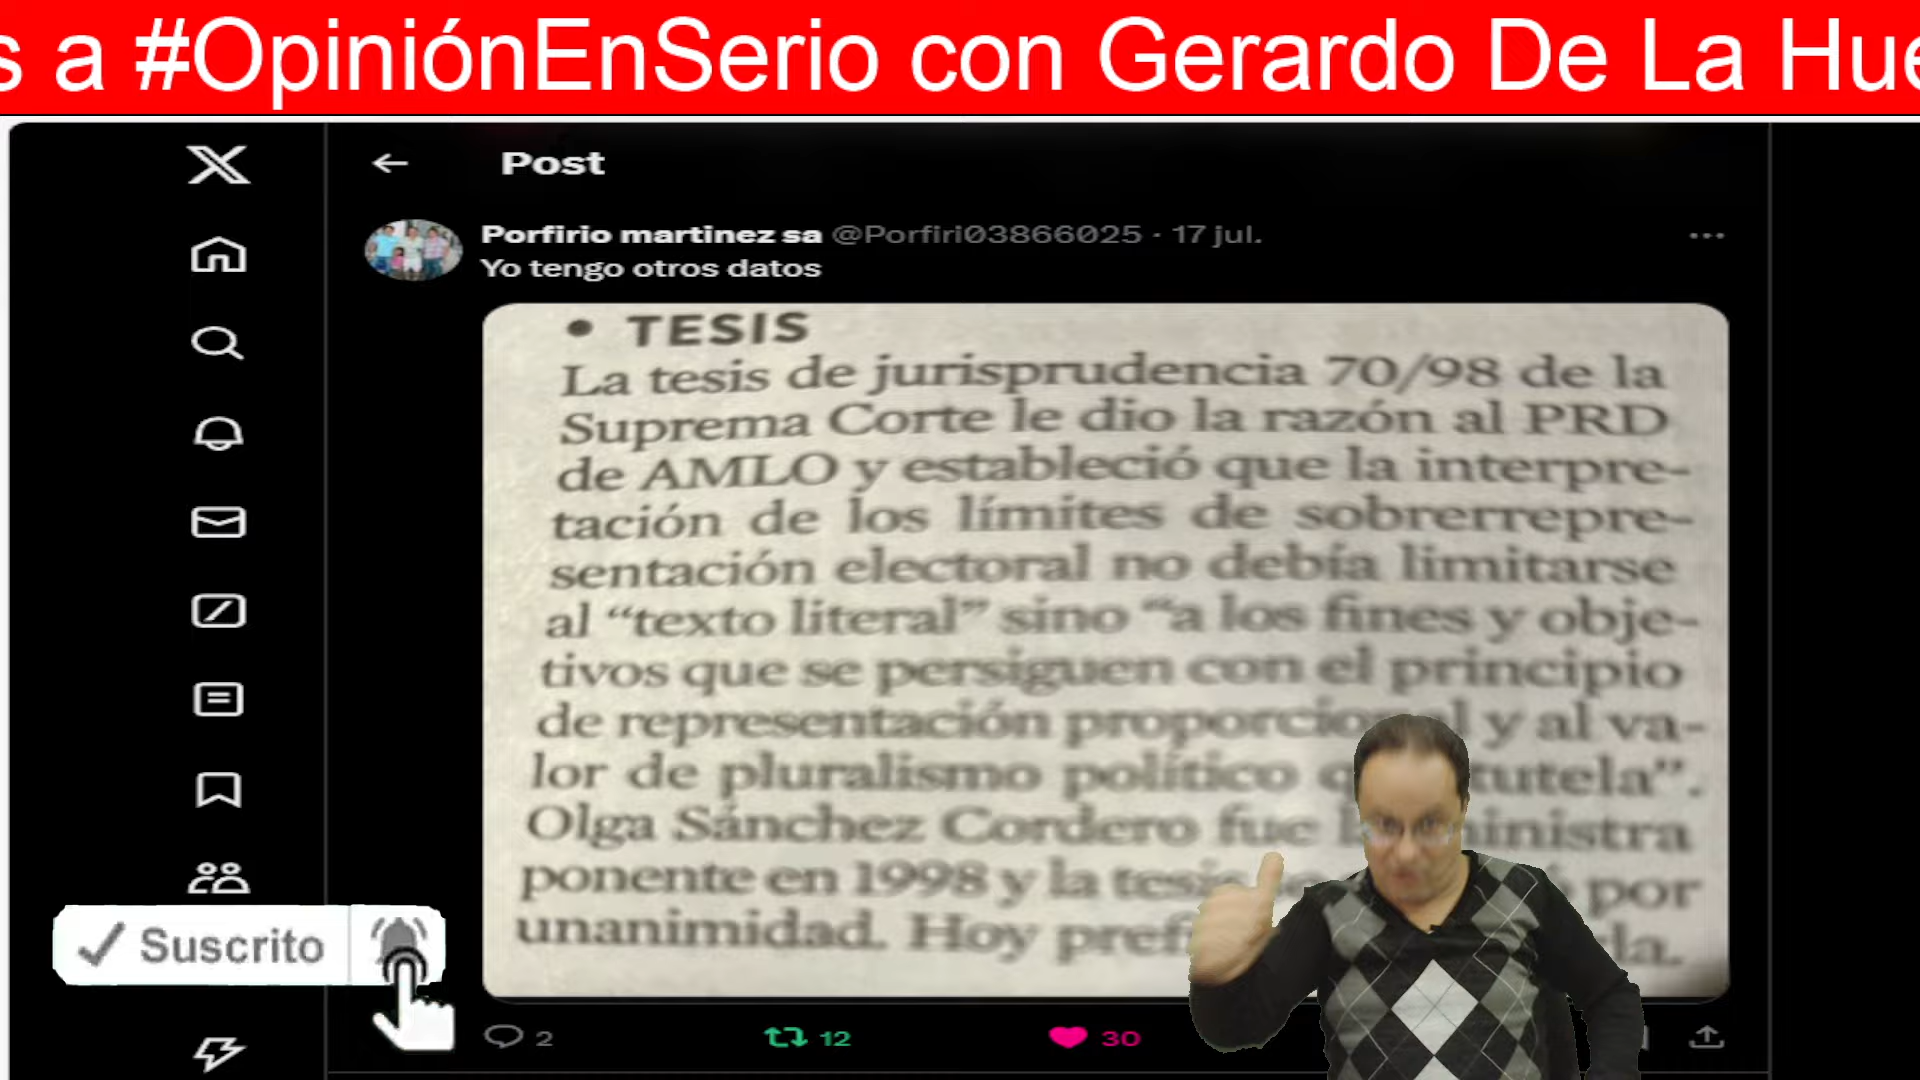 s a #OpiniónEnSerio con Gerardo De La Hue
Post
Porfirio martinez sa @Porfiri03866025 · 17 jul.
Yo tengo otros datos
• TESIS
La tesis de jurisprudencia 70/98 de la
Suprema Corte le dio la razón al PRD
de AMLO y estableció que la interpre-
tación de los límites de sobrerrepre-
sentación electoral no debía limitarse
al “texto literal” sino “a los fines y obje-
tivos que se persiguen con el principio
de representación proporcional y al va-
lor de pluralismo político tutela”.
Olga Sánchez Cordero fue ministra
ponente en 1998 y la tesis por
unanimidad. Hoy
Suscrito
2 12 30